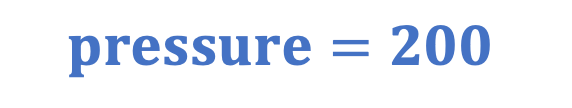 pressure = 200